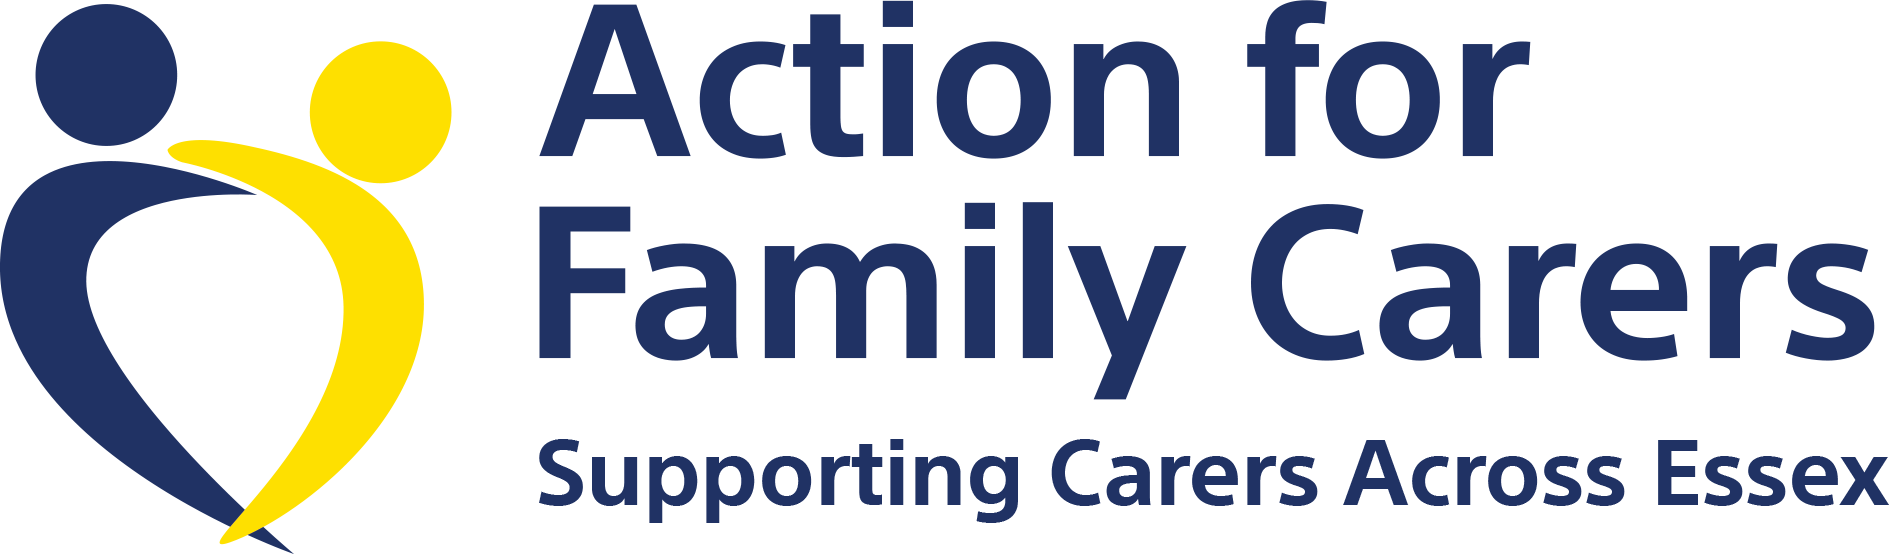 Action for
Family Carers
Supporting Carers Across Essex